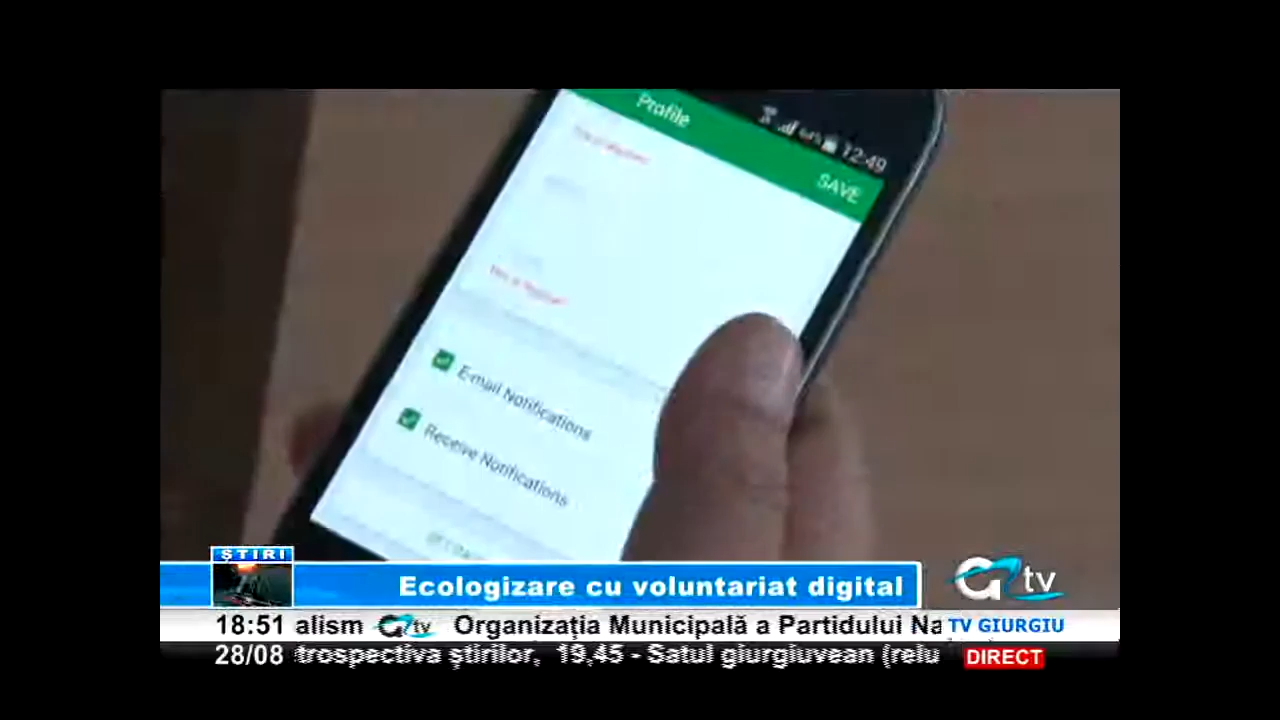 Profile
12:49
SAVE
E-mail Notifications
Receive Notifications
ȘTIRI
Ecologizare cu voluntariat digital
G tv
18:51 alism G tv Organizația Municipală a Partidului Na TV GIURGIU
28/08 trospectiva știrilor, 19,45 - Satul giurgiuvean (relu DIRECT